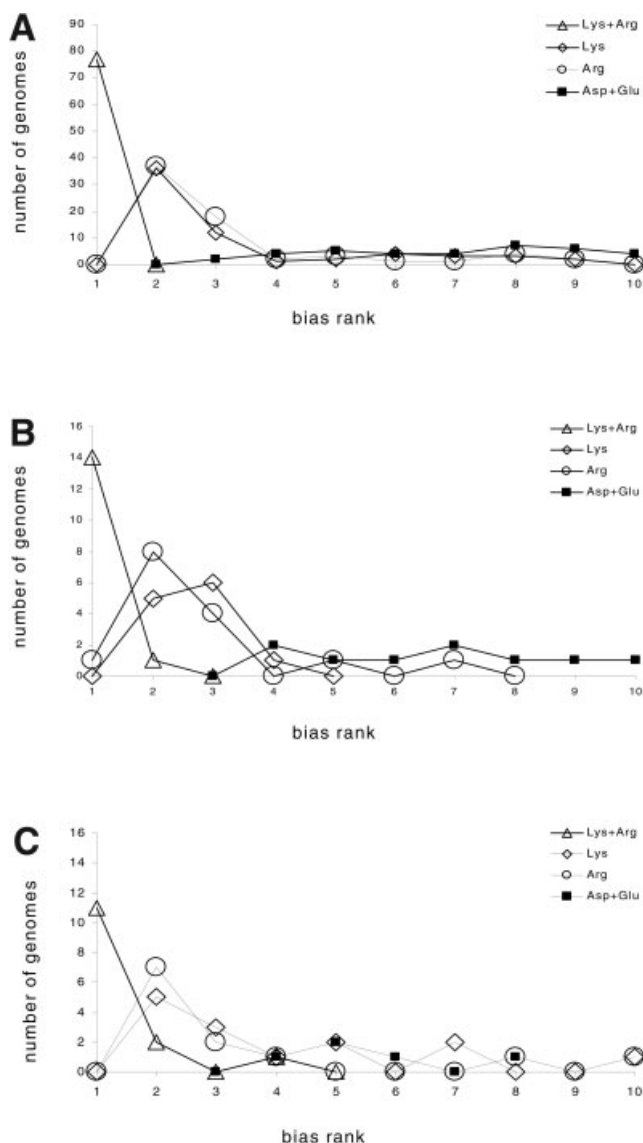 A
number of genomes
90
80
70
60
50
40
30
20
10
0
1 2 3 4 5 6 7 8 9 10
bias rank
Lys+Arg
Lys
Arg
Asp+Glu
B
number of genomes
16
14
12
10
8
6
4
2
0
1 2 3 4 5 6 7 8 9 10
bias rank
Lys+Arg
Lys
Arg
Asp+Glu
C
number of genomes
16
14
12
10
8
6
4
2
0
1 2 3 4 5 6 7 8 9 10
bias rank
Lys+Arg
Lys
Arg
Asp+Glu